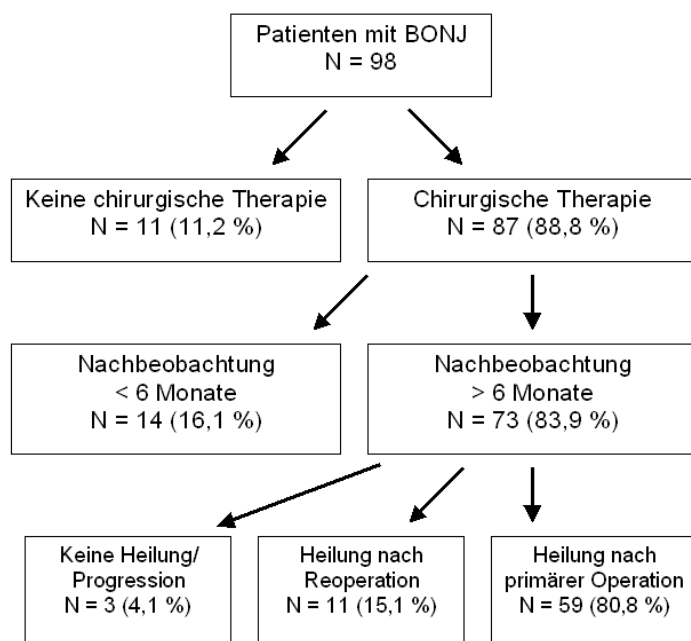 Patienten mit BONJ
N = 98
Keine chirurgische Therapie
N = 11 (11,2 %)
Chirurgische Therapie
N = 87 (88,8 %)
Nachbeobachtung
< 6 Monate
N = 14 (16,1 %)
Nachbeobachtung
> 6 Monate
N = 73 (83,9 %)
Keine Heilung/
Progression
N = 3 (4,1 %)
Heilung nach
Reoperation
N = 11 (15,1 %)
Heilung nach
primärer Operation
N = 59 (80,8 %)